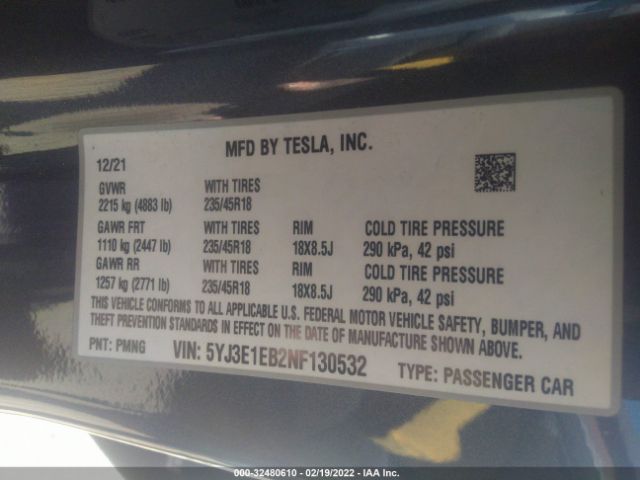 MFD BY TESLA, INC.
12/21
GVWR WITH TIRES
2215 kg (4883 lb) 235/45R18
GAWR FRT WITH TIRES RIM COLD TIRE PRESSURE
1110 kg (2447 lb) 235/45R18 18X8.5J 290 kPa, 42 psi
GAWR RR WITH TIRES RIM COLD TIRE PRESSURE
1257 kg (2771 lb) 235/45R18 18X8.5J 290 kPa, 42 psi
THIS VEHICLE CONFORMS TO ALL APPLICABLE U.S. FEDERAL MOTOR VEHICLE SAFETY, BUMPER, AND
THEFT PREVENTION STANDARDS IN EFFECT ON THE DATE OF MANUFACTURE SHOWN ABOVE.
PNT: PMNG VIN: 5YJ3E1EB2NF130532 TYPE: PASSENGER CAR
000-32480610 - 02/19/2022 - IAA Inc.